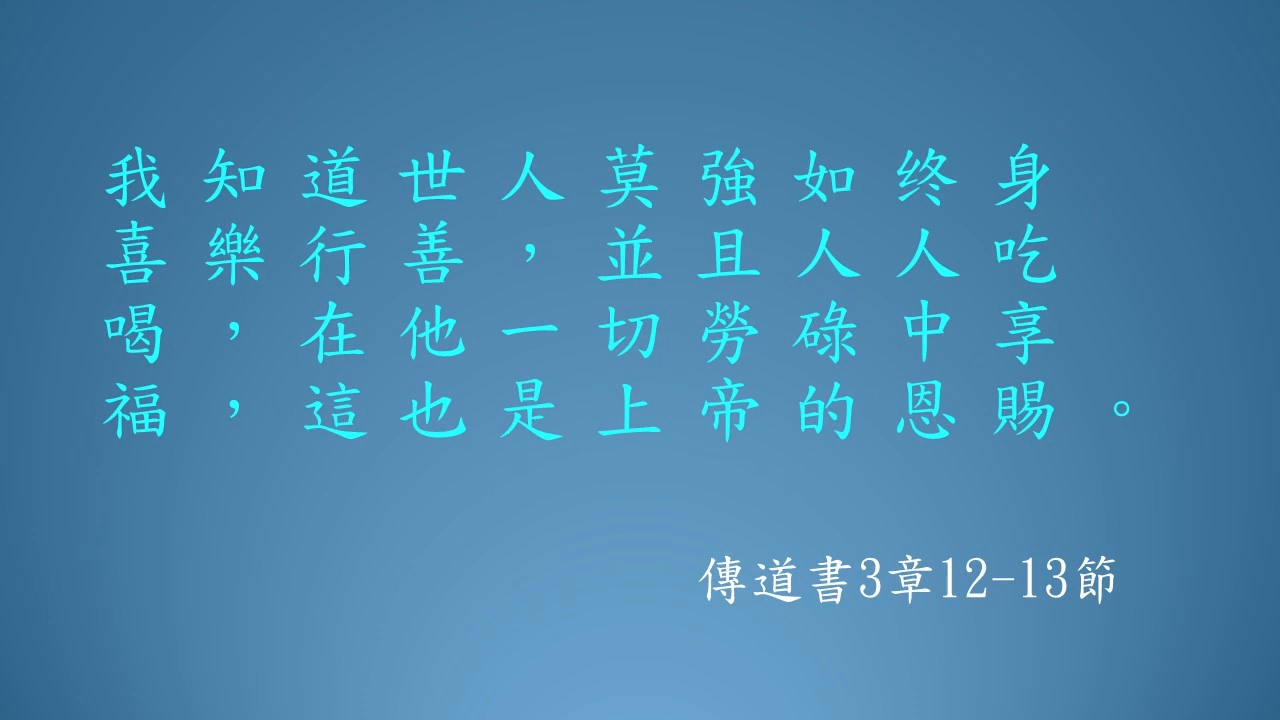 我知道世人莫強如终身
喜樂行善，並且人人吃
喝，在他一切勞碌中享
福，這也是上帝的恩賜。
傳道書3章12-13節